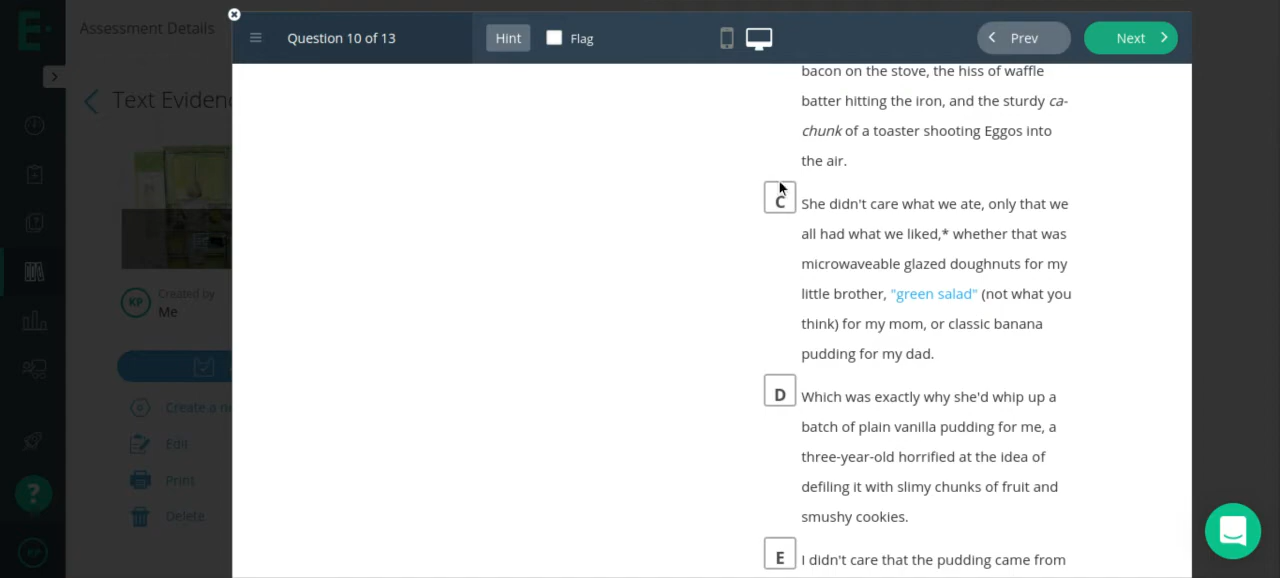 Assessment Details
Question 10 of 13
Hint
Flag
Prev
Next
Text Eviden
Created by
Me
KP
Create a n
Edit
Print
Delete
?
KP
bacon on the stove, the hiss of waffle
batter hitting the iron, and the sturdy ca-
chunk of a toaster shooting Eggos into
the air.
C She didn't care what we ate, only that we
all had what we liked,* whether that was
microwaveable glazed doughnuts for my
little brother, "green salad" (not what you
think) for my mom, or classic banana
pudding for my dad.
D Which was exactly why she'd whip up a
batch of plain vanilla pudding for me, a
three-year-old horrified at the idea of
defiling it with slimy chunks of fruit and
smushy cookies.
E I didn't care that the pudding came from